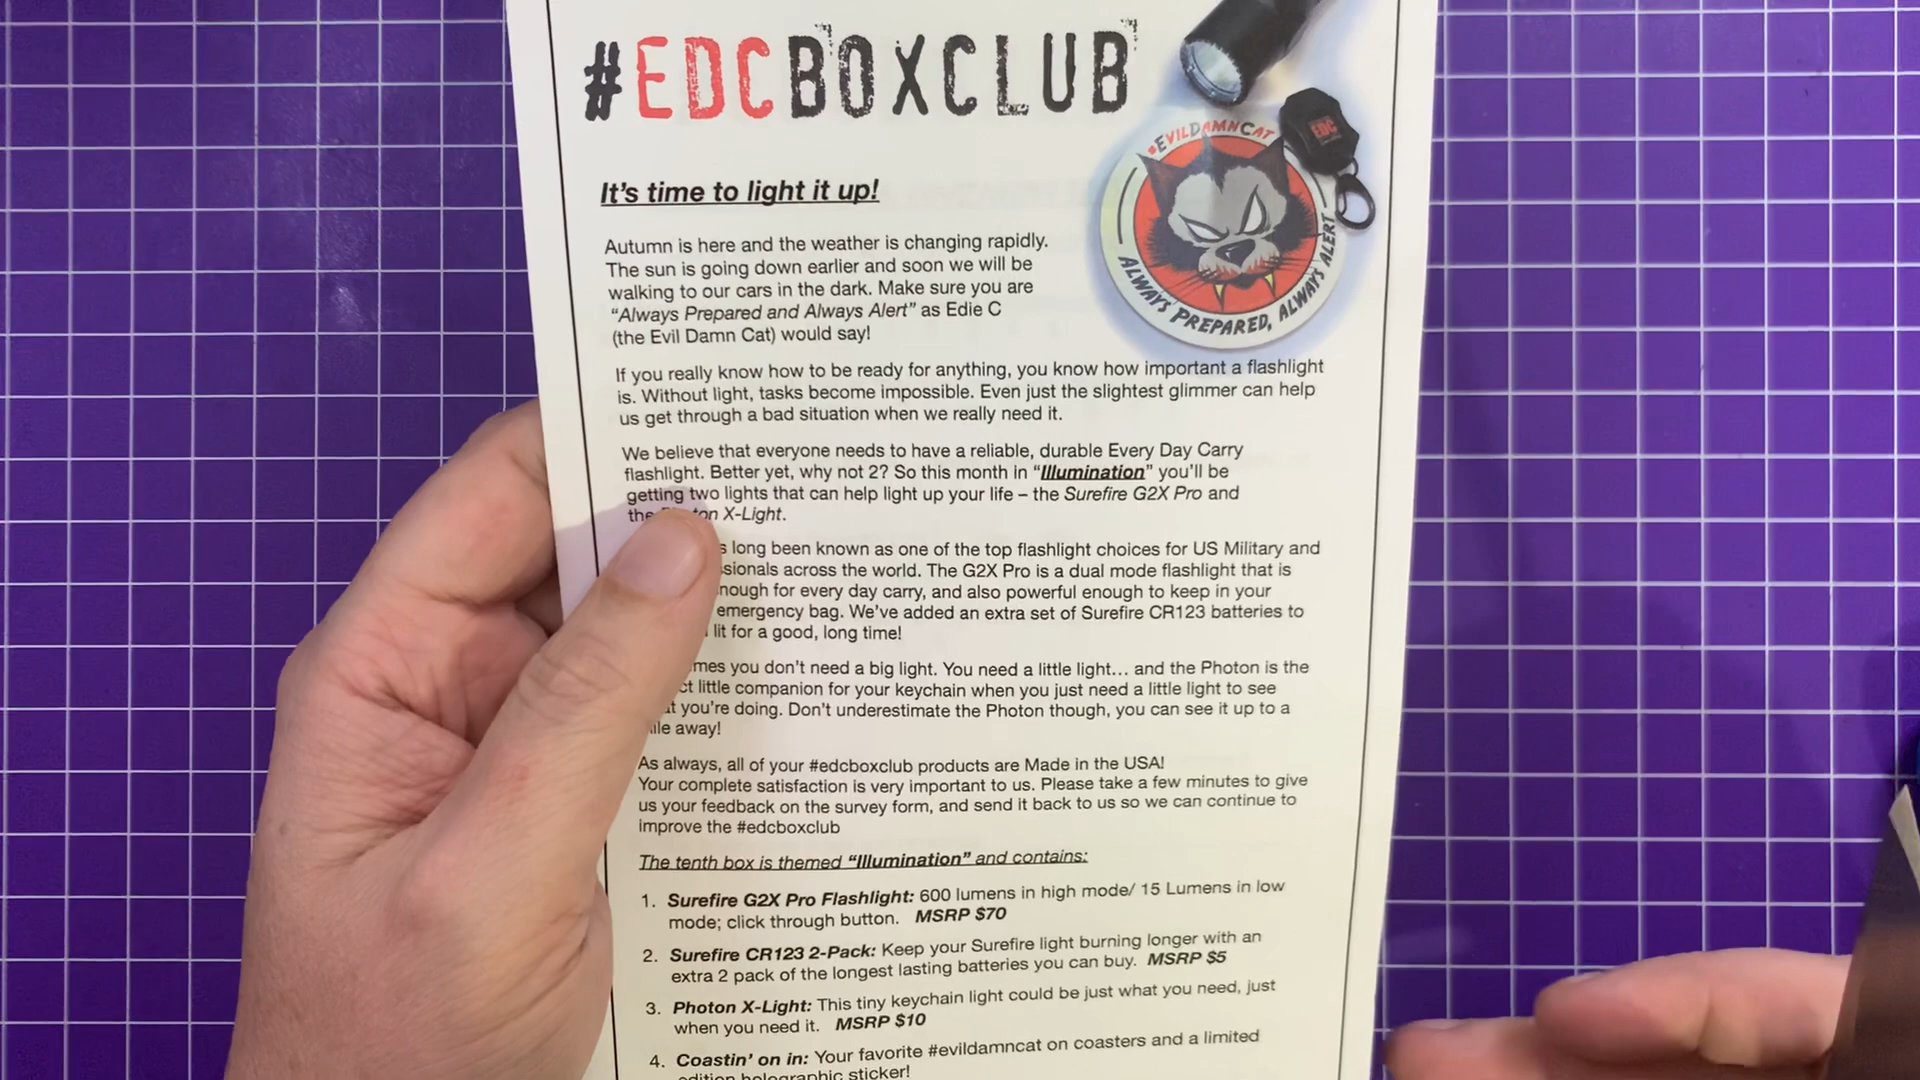 #EDCBOXCLUB
#EVILDAMNCAT
EDC
ALWAYS PREPARED, ALWAYS ALERT
It's time to light it up!
Autumn is here and the weather is changing rapidly.
The sun is going down earlier and soon we will be
walking to our cars in the dark. Make sure you are
"Always Prepared and Always Alert" as Edie C
(the Evil Damn Cat) would say!
If you really know how to be ready for anything, you know how important a flashlight
is. Without light, tasks become impossible. Even just the slightest glimmer can help
us get through a bad situation when we really need it.
We believe that everyone needs to have a reliable, durable Every Day Carry
flashlight. Better yet, why not 2? So this month in "Illumination" you'll be
getting two lights that can help light up your life – the Surefire G2X Pro and
the X-Light.
long been known as one of the top flashlight choices for US Military and
across the world. The G2X Pro is a dual mode flashlight that is
for every day carry, and also powerful enough to keep in your
emergency bag. We've added an extra set of Surefire CR123 batteries to
lit for a good, long time!
you don't need a big light. You need a little light... and the Photon is the
little companion for your keychain when you just need a little light to see
you're doing. Don't underestimate the Photon though, you can see it up to a
away!
As always, all of your #edcboxclub products are Made in the USA!
Your complete satisfaction is very important to us. Please take a few minutes to give
us your feedback on the survey form, and send it back to us so we can continue to
improve the #edcboxclub
The tenth box is themed "Illumination" and contains:
1. Surefire G2X Pro Flashlight: 600 lumens in high mode/ 15 Lumens in low
mode; click through button. MSRP $70
2. Surefire CR123 2-Pack: Keep your Surefire light burning longer with an
extra 2 pack of the longest lasting batteries you can buy. MSRP $5
3. Photon X-Light: This tiny keychain light could be just what you need, just
when you need it. MSRP $10
4. Coastin' on in: Your favorite #evildamncat on coasters and a limited
edition holographic sticker!